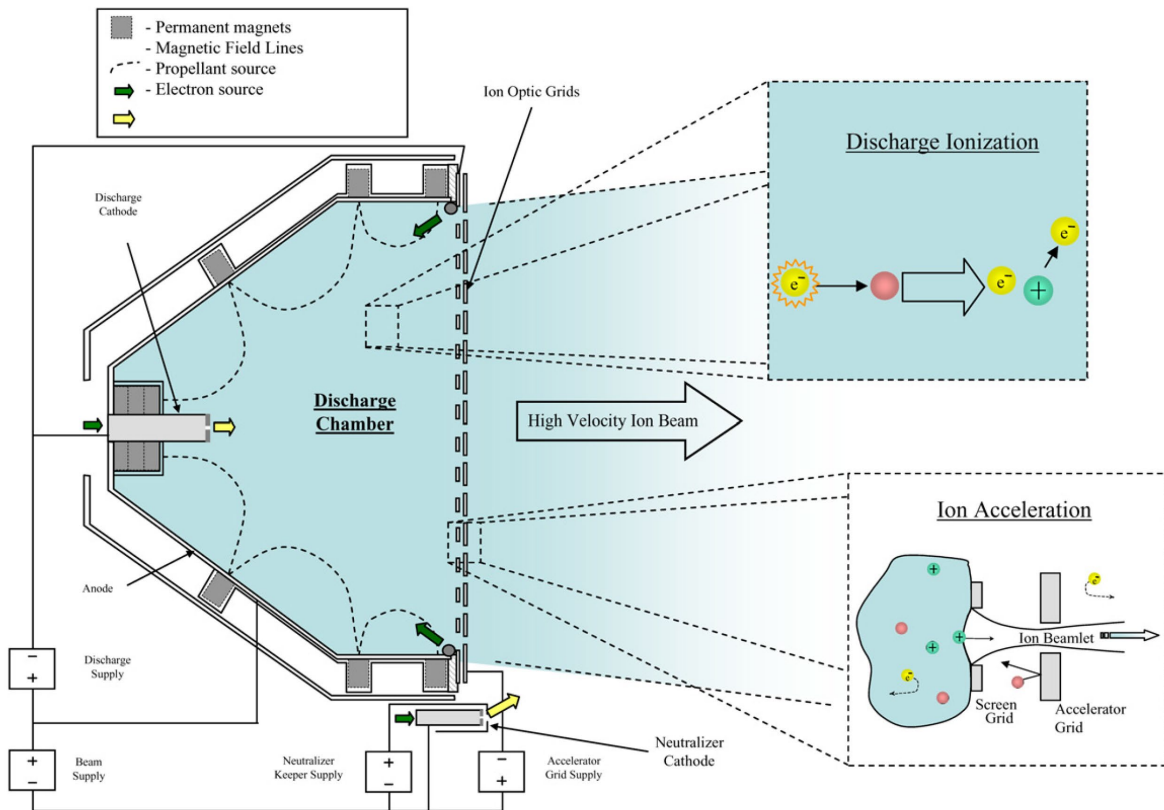 - Permanent magnets
- Magnetic Field Lines
- Propellant source
- Electron source
Ion Optic Grids
Discharge Ionization
e⁻
e⁻
e⁻
+
Discharge
Cathode
Discharge
Chamber
High Velocity Ion Beam
Ion Acceleration
+
e⁻
+
+
Ion Beamlet
e⁻
Screen
Grid
Accelerator
Grid
Anode
−
+
Discharge
Supply
+
−
Beam
Supply
Neutralizer
Keeper Supply
+
−
−
+
Accelerator
Grid Supply
Neutralizer
Cathode